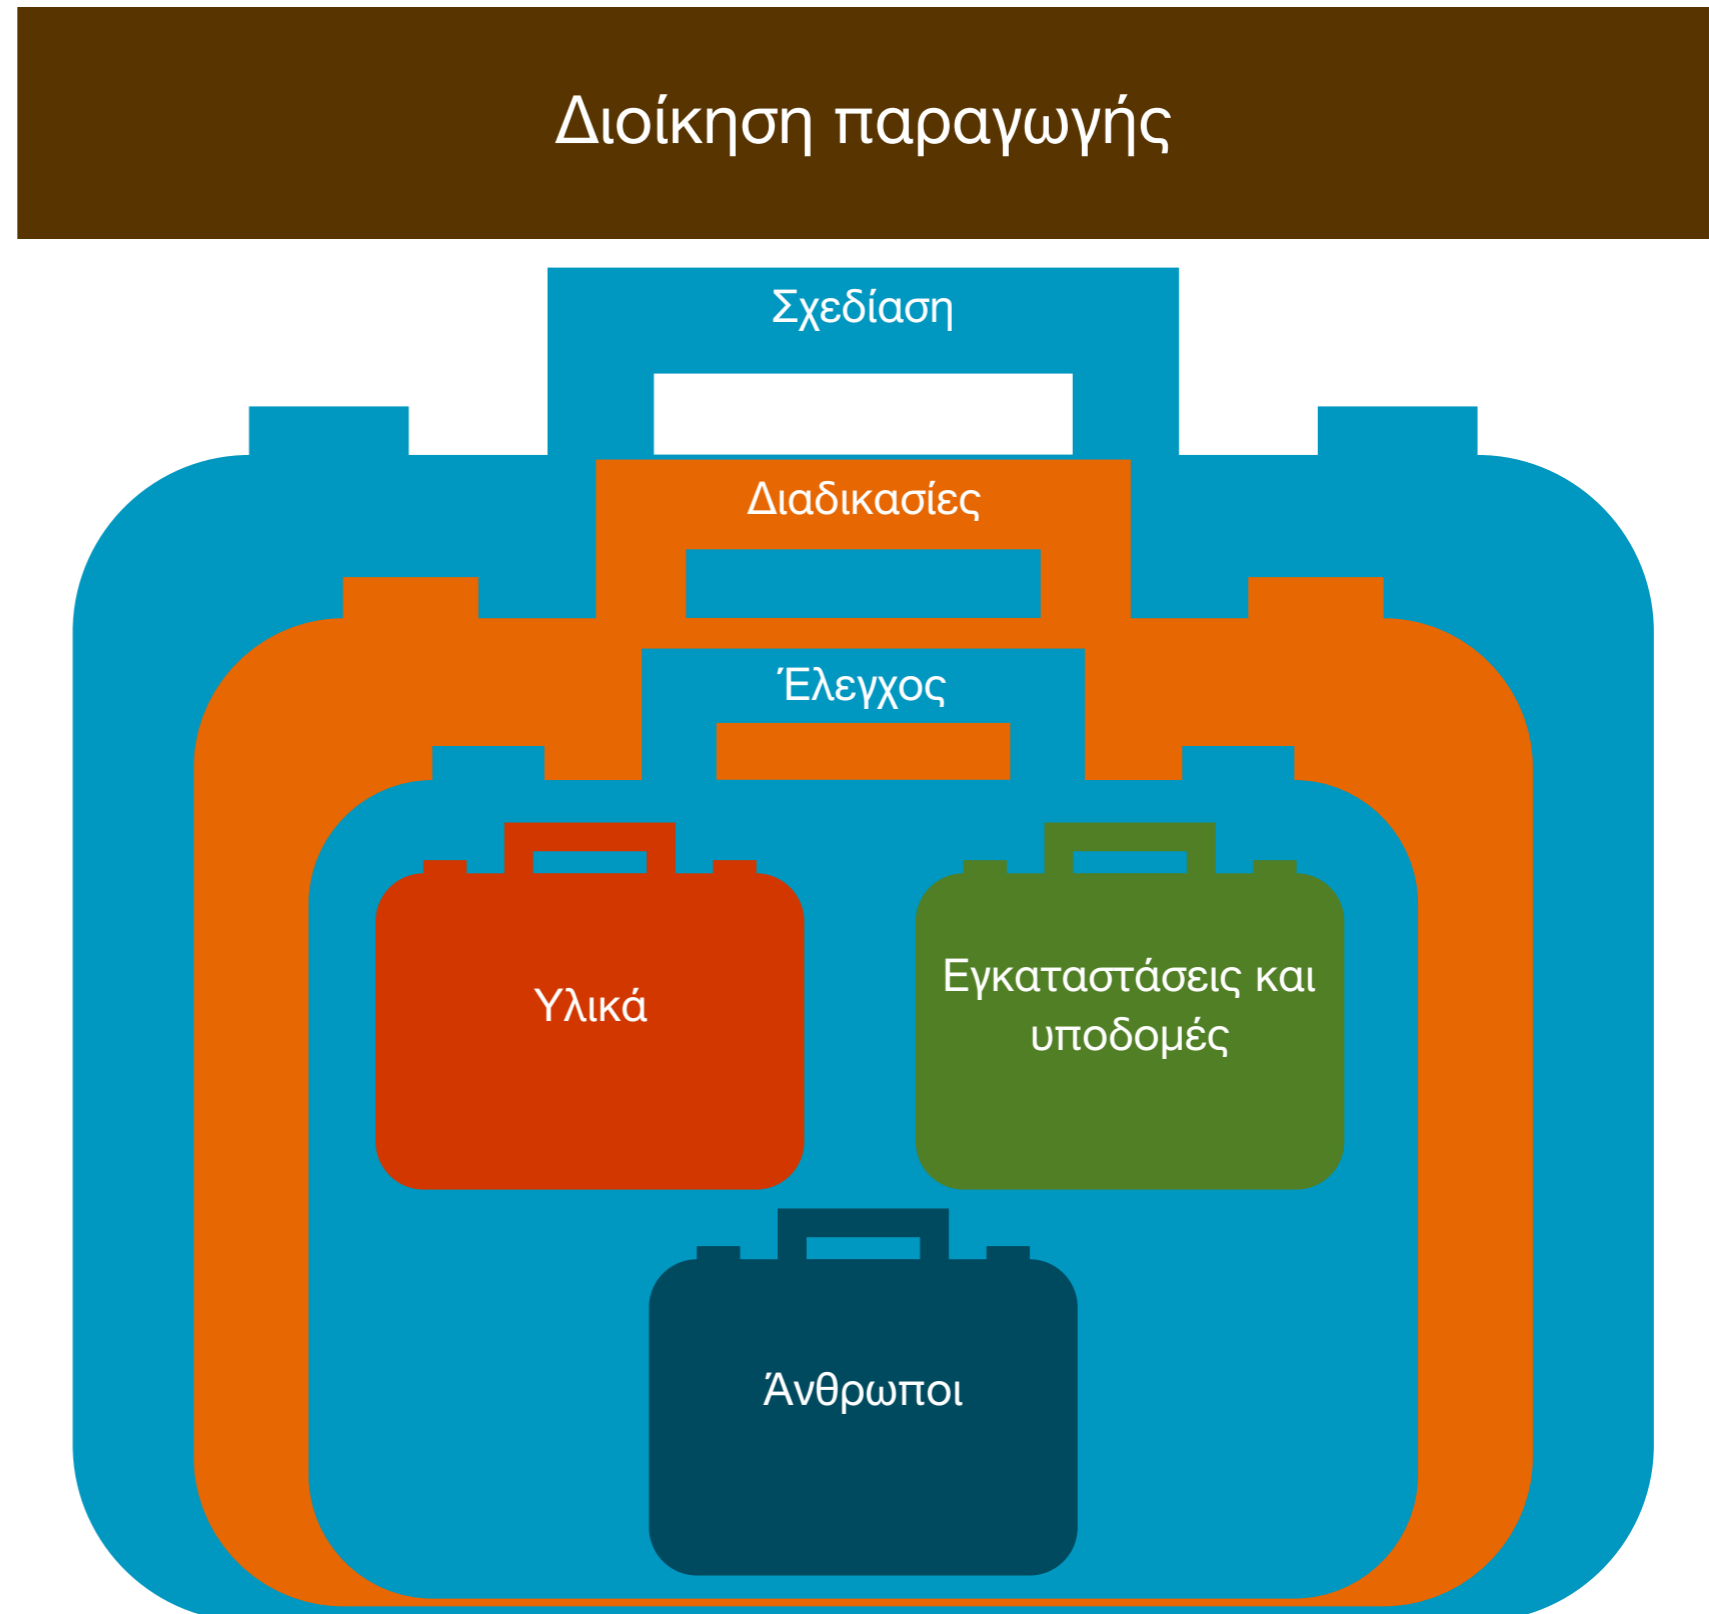 Διοίκηση παραγωγής
Σχεδίαση
Διαδικασίες
Έλεγχος
Υλικά
Εγκαταστάσεις και
υποδομές
Άνθρωποι